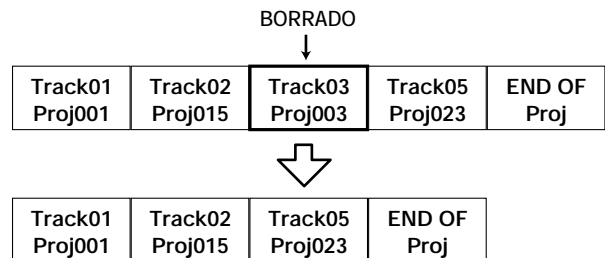 BORRADO
Track01 Track02 Track03 Track05 END OF
Proj001 Proj015 Proj003 Proj023 Proj
Track01 Track02 Track05 END OF
Proj001 Proj015 Proj023 Proj